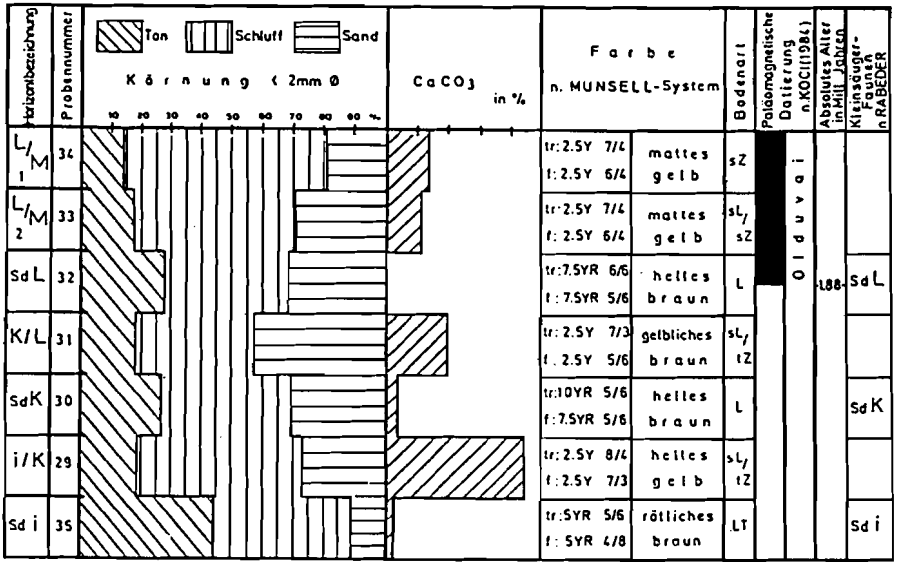 Horizontbezeichnung
Probennummer
Ton Schluff Sand
Körnung < 2mm Ø
10 20 30 40 50 60 70 80 90 %
CaCO3
in %
Farbe
n. MUNSELL-System
Bodenart
Paläomagnetische
Datierung
n. KOCI (1984)
Absolutes Alter
in Mill. Jahren
Kleinsäuger-
Faunen
n RABEDER
L/M 1 34 tr: 2.5Y 7/4 mattes sZ
f: 2.5Y 6/4 gelb
L/M 2 33 tr: 2.5Y 7/4 mattes sL/
f: 2.5Y 6/4 gelb sZ
Olduvai
SdL 32 tr: 7.5YR 6/6 helles L -1.88- SdL
f: 7.5YR 5/6 braun
K/L 31 tr: 2.5Y 7/3 gelbliches sL/
f: 2.5Y 5/6 braun tZ
SdK 30 tr: 10YR 5/6 helles L SdK
f: 7.5YR 5/6 braun
i/K 29 tr: 2.5Y 8/4 helles sL/
f: 2.5Y 7/3 gelb tZ
Sd i 35 tr: 5YR 5/6 rötliches LT Sd i
f: 5YR 4/8 braun